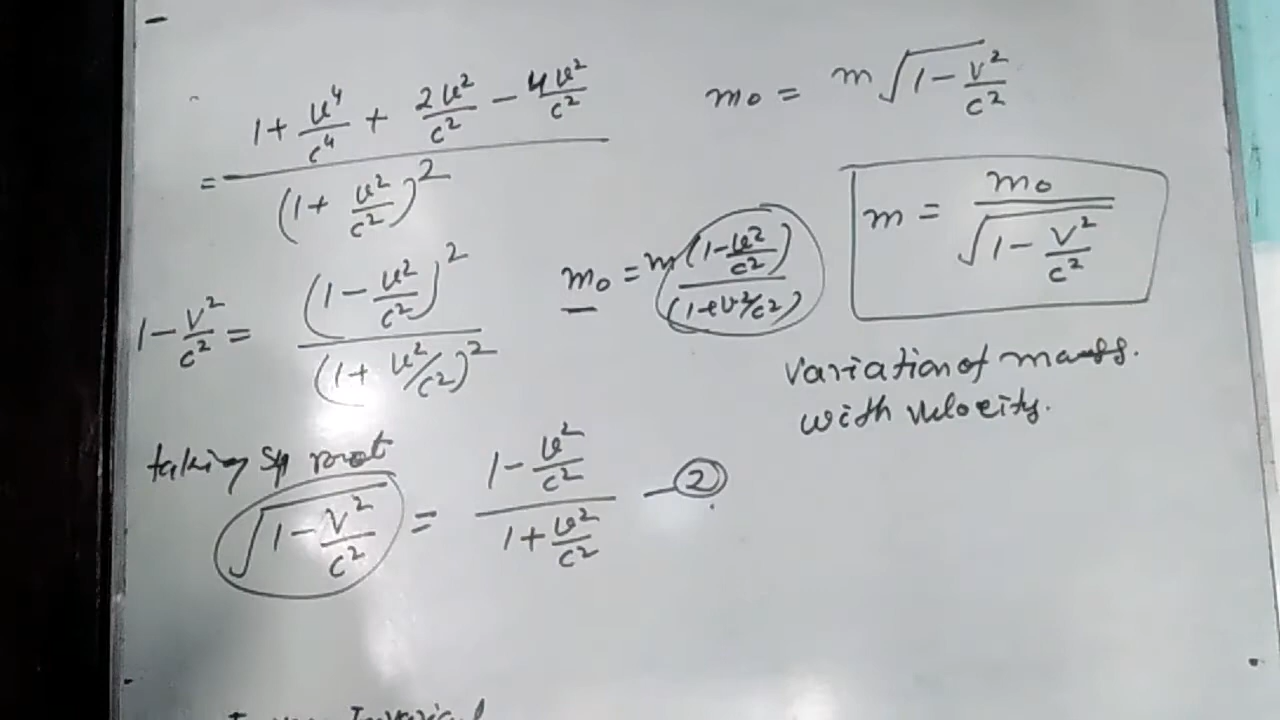 = (1 + u⁴/c⁴ + 2u²/c² - 4u²/c²) / (1 + u²/c²)²
1 - v²/c² = (1 - u²/c²)² / (1 + u²/c²)²
taking sq root
√(1 - v²/c²) = (1 - u²/c²) / (1 + u²/c²) - ②
m₀ = m (1 - u²/c²) / (1 + u²/c²)
m₀ = m √(1 - v²/c²)
m = m₀ / √(1 - v²/c²)
Variation of mass.
with velocity.